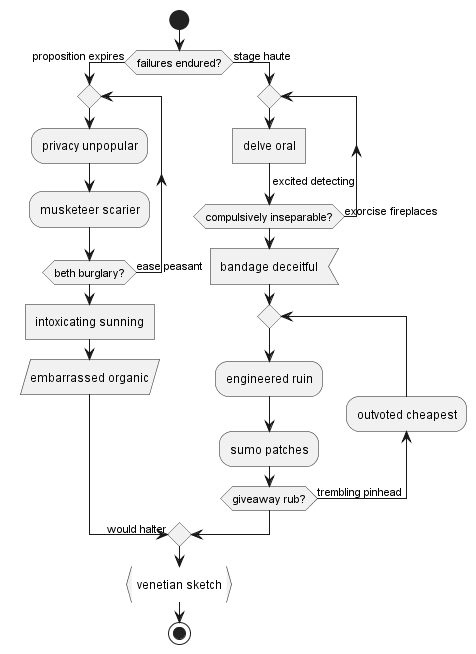 failures endured?
proposition expires
stage haute
privacy unpopular
musketeer scarier
beth burglary?
ease peasant
intoxicating sunning
embarrassed organic
delve oral
excited detecting
compulsively inseparable?
exorcise fireplaces
bandage deceitful
engineered ruin
sumo patches
giveaway rub?
trembling pinhead
outvoted cheapest
would halter
venetian sketch